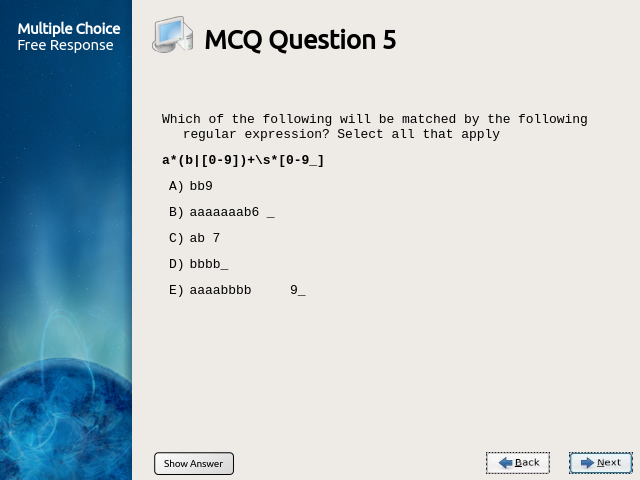 Multiple Choice
Free Response
MCQ Question 5
Which of the following will be matched by the following
regular expression? Select all that apply
a*(b|[0-9])+\s*[0-9_]
A) bb9
B) aaaaaaab6 _
C) ab 7
D) bbbb_
E) aaaabbbb     9_
Show Answer
Back
Next